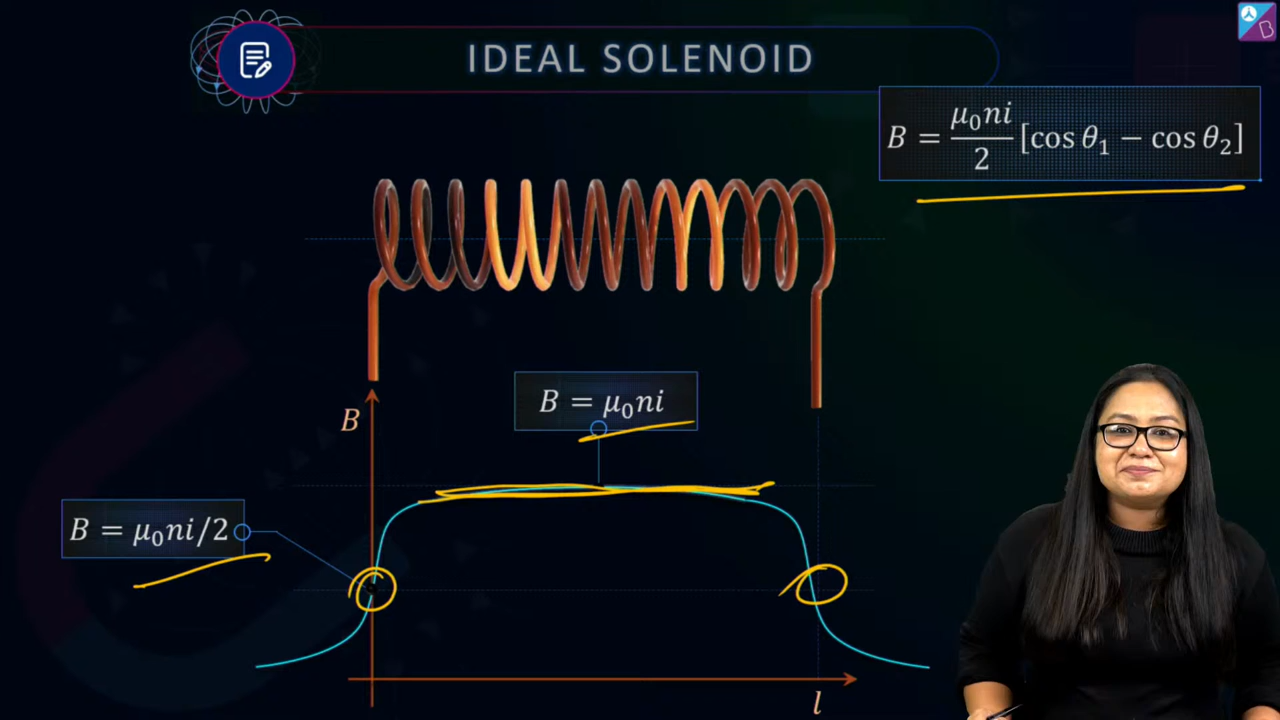 IDEAL SOLENOID
B = μ₀ni/2 [cos θ₁ − cos θ₂]
B = μ₀ni
B
B = μ₀ni/2
l
B